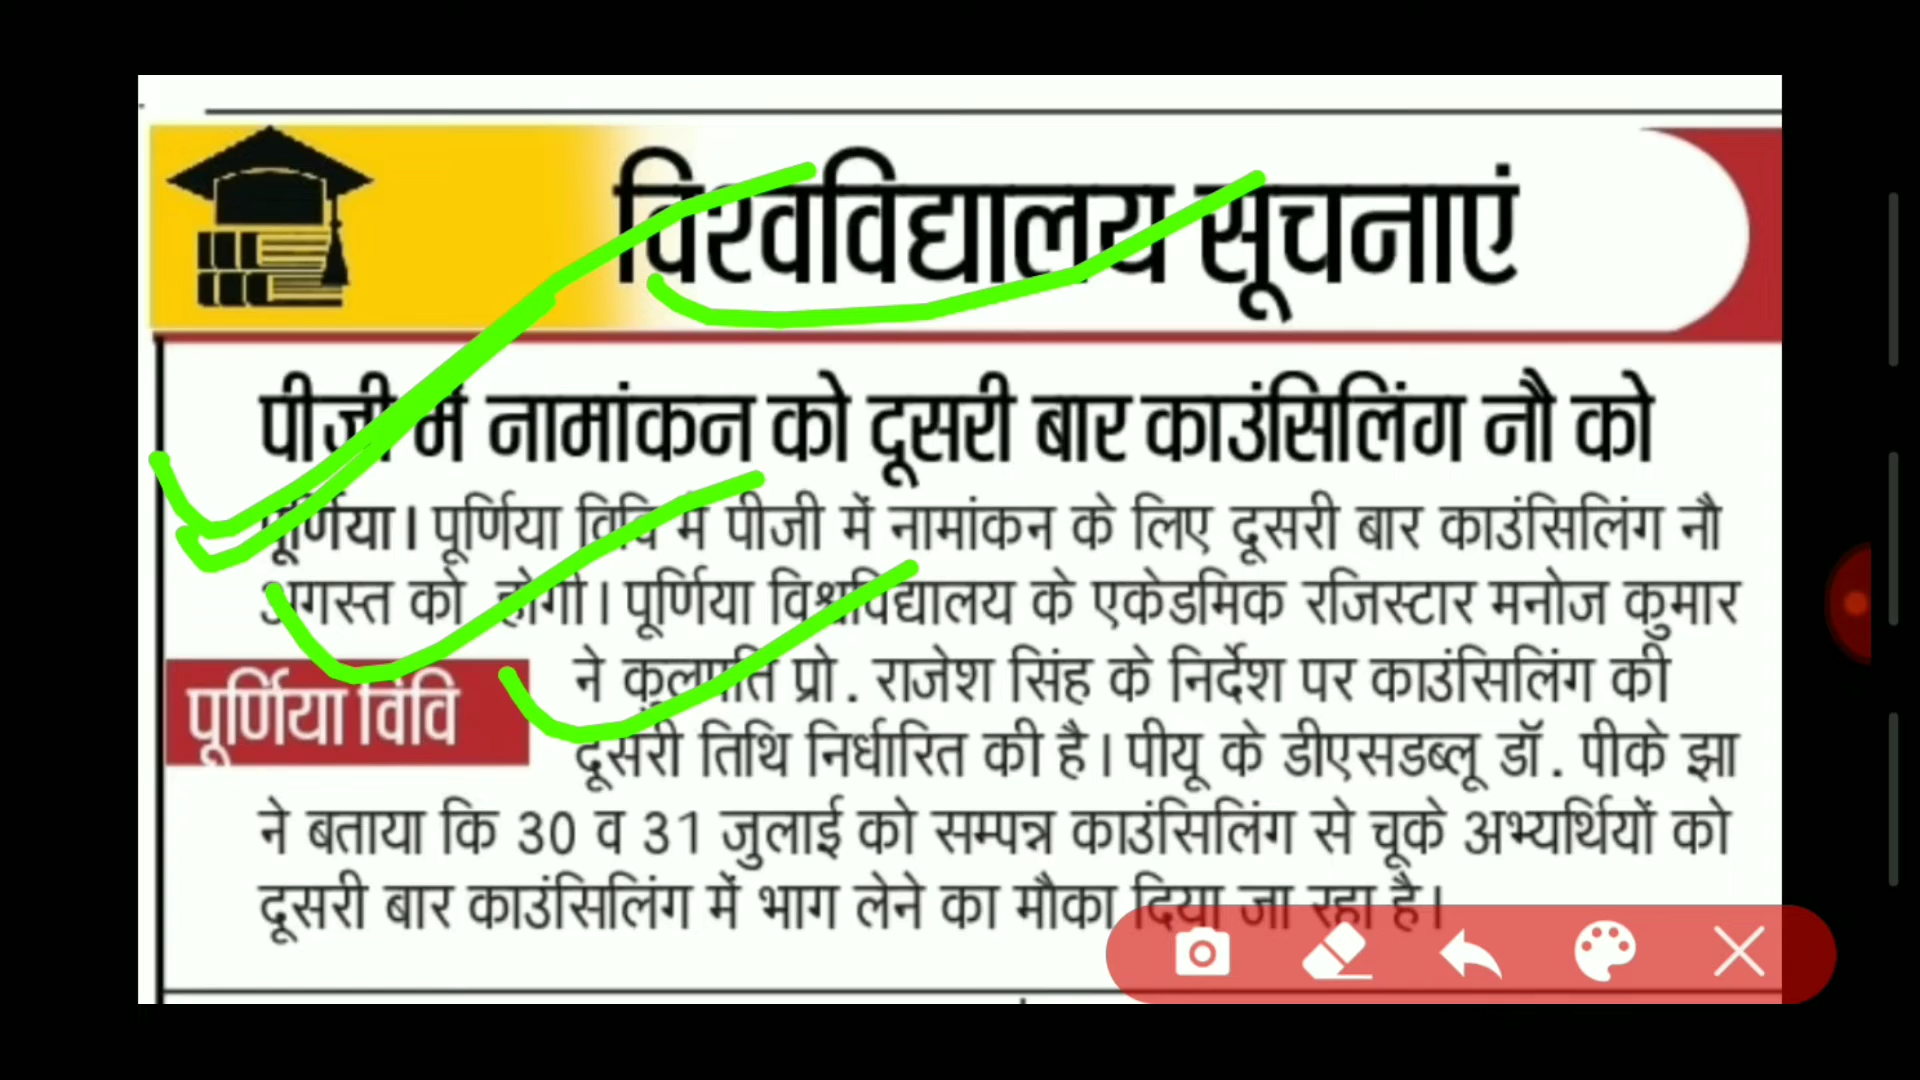 विश्वविद्यालय सूचनाएं
पीजी में नामांकन को दूसरी बार काउंसिलिंग नौ को
पूर्णिया। पूर्णिया विवि में पीजी में नामांकन के लिए दूसरी बार काउंसिलिंग नौ
अगस्त को होगी। पूर्णिया विश्वविद्यालय के एकेडमिक रजिस्टार मनोज कुमार
ने कुलपति प्रो. राजेश सिंह के निर्देश पर काउंसिलिंग की
पूर्णिया विवि
दूसरी तिथि निर्धारित की है। पीयू के डीएसडब्लू डॉ. पीके झा
ने बताया कि 30 व 31 जुलाई को सम्पन्न काउंसिलिंग से चूके अभ्यर्थियों को
दूसरी बार काउंसिलिंग में भाग लेने का मौका दिया जा रहा है।